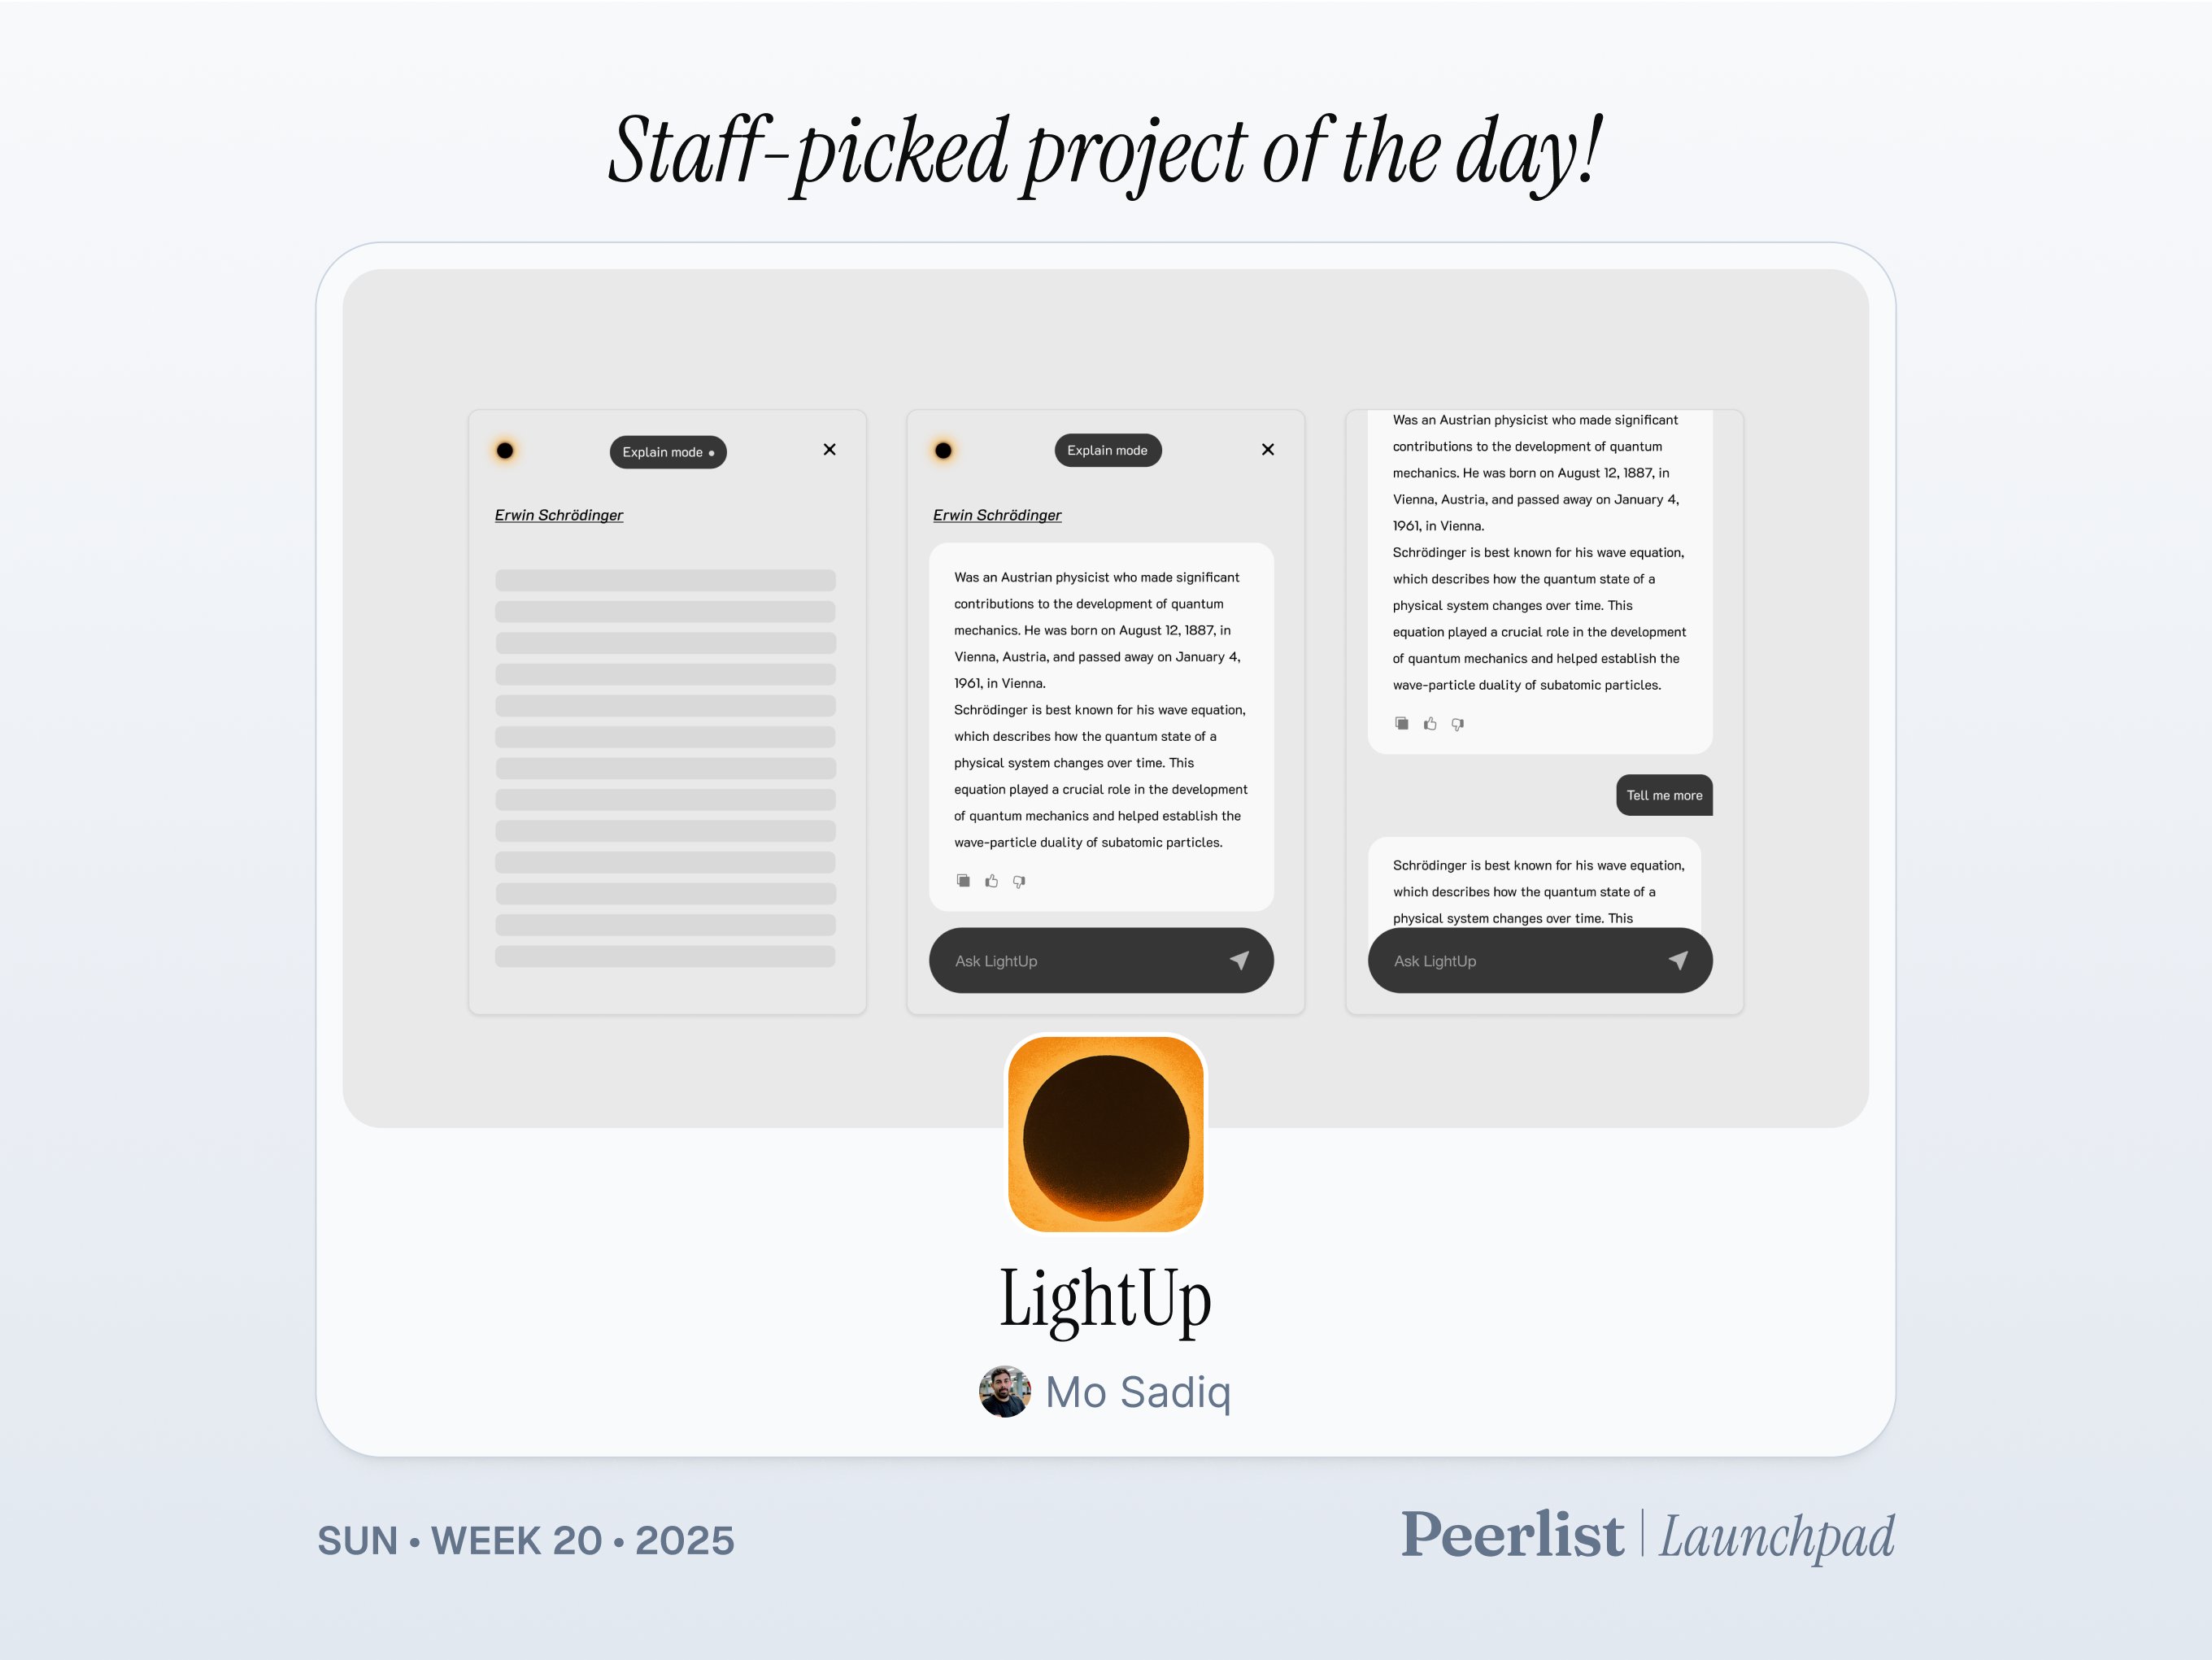 Staff-picked project of the day!
Explain mode
Erwin Schrödinger
Explain mode
Erwin Schrödinger
Was an Austrian physicist who made significant
contributions to the development of quantum
mechanics. He was born on August 12, 1887, in
Vienna, Austria, and passed away on January 4,
1961, in Vienna.
Schrödinger is best known for his wave equation,
which describes how the quantum state of a
physical system changes over time. This
equation played a crucial role in the development
of quantum mechanics and helped establish the
wave-particle duality of subatomic particles.
Ask LightUp
Was an Austrian physicist who made significant
contributions to the development of quantum
mechanics. He was born on August 12, 1887, in
Vienna, Austria, and passed away on January 4,
1961, in Vienna.
Schrödinger is best known for his wave equation,
which describes how the quantum state of a
physical system changes over time. This
equation played a crucial role in the development
of quantum mechanics and helped establish the
wave-particle duality of subatomic particles.
Tell me more
Schrödinger is best known for his wave equation,
which describes how the quantum state of a
physical system changes over time. This
Ask LightUp
LightUp
Mo Sadiq
SUN • WEEK 20 • 2025
Peerlist | Launchpad